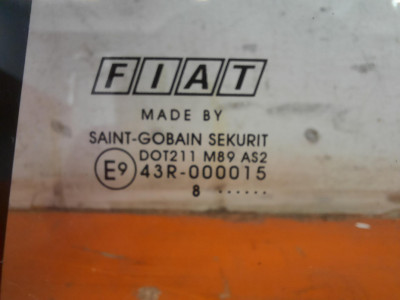 FIAT
MADE BY
SAINT-GOBAIN SEKURIT
DOT211 M89 AS2
E9 43R-000015
8 ......